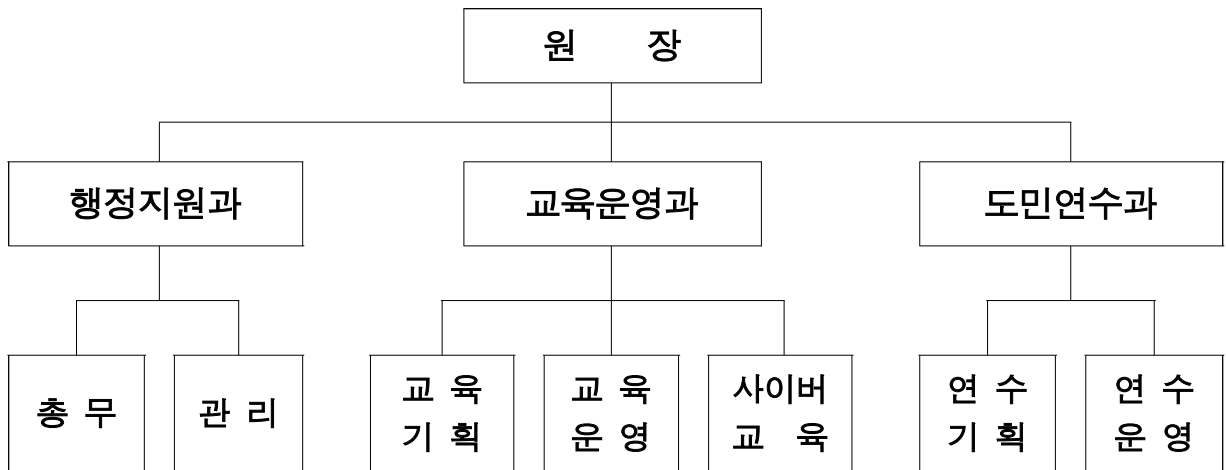 원 장
행정지원과
교육운영과
도민연수과
총 무
관 리
교 육
기 획
교 육
운 영
사이버
교 육
연 수
기 획
연 수
운 영